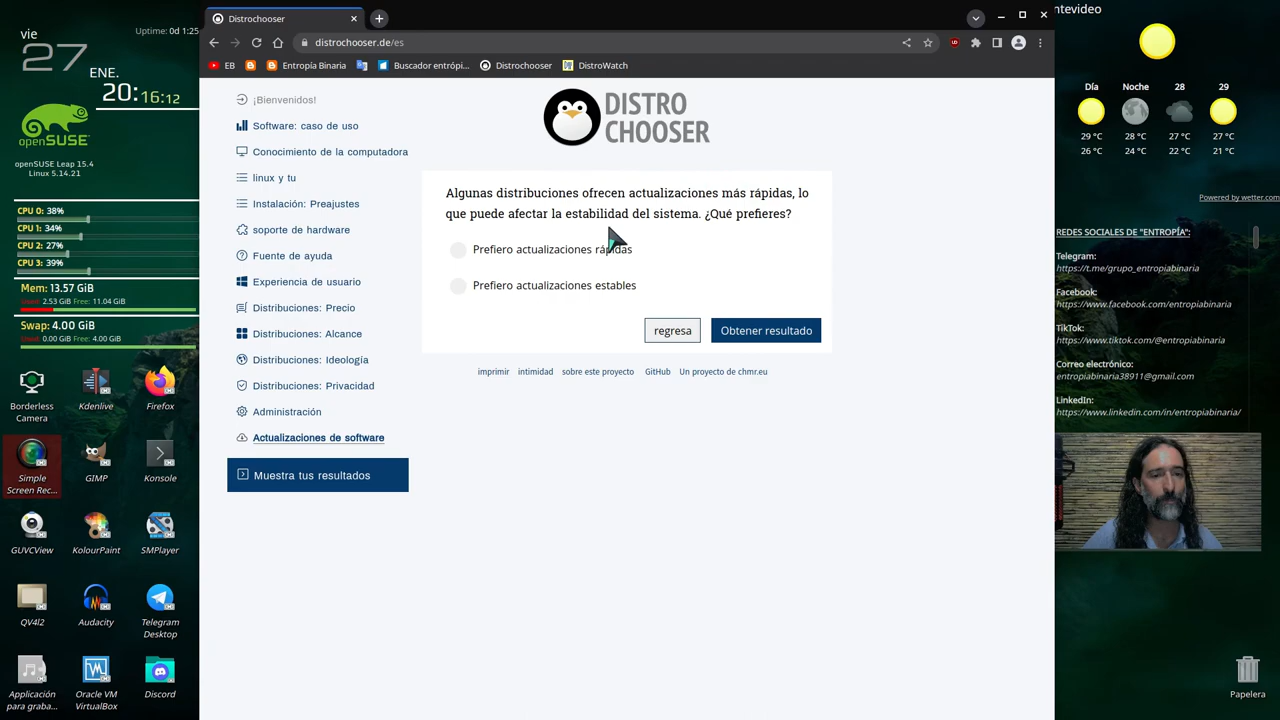 vie
27
ENE.
20:16:12
Uptime: 0d 1:25
openSUSE
openSUSE Leap 15.4
Linux 5.14.21
CPU 0: 38%
CPU 1: 34%
CPU 2: 27%
CPU 3: 39%
Mem: 13.57 GiB
Used: 2.53 GiB Free: 11.04 GiB
Swap: 4.00 GiB
Used: 0.00 GiB Free: 4.00 GiB
Borderless
Camera
Kdenlive
Firefox
Simple
Screen Rec...
GIMP
Konsole
GUVCView
KolourPaint
SMPlayer
QV4l2
Audacity
Telegram
Desktop
Applicación
para graba...
Oracle VM
VirtualBox
Discord
Distrochooser
distrochooser.de/es
EB
Entropía Binaria
Buscador entrópi...
Distrochooser
DistroWatch
¡Bienvenidos!
Software: caso de uso
Conocimiento de la computadora
linux y tu
Instalación: Preajustes
soporte de hardware
Fuente de ayuda
Experiencia de usuario
Distribuciones: Precio
Distribuciones: Alcance
Distribuciones: Ideología
Distribuciones: Privacidad
Administración
Actualizaciones de software
Muestra tus resultados
DISTRO
CHOOSER
Algunas distribuciones ofrecen actualizaciones más rápidas, lo
que puede afectar la estabilidad del sistema. ¿Qué prefieres?
Prefiero actualizaciones rápidas
Prefiero actualizaciones estables
regresa
Obtener resultado
imprimir intimidad sobre este proyecto GitHub Un proyecto de chmr.eu
ntevideo
Día Noche 28 29
29 °C 28 °C 27 °C 27 °C
26 °C 24 °C 22 °C 21 °C
Powered by wetter.com
REDES SOCIALES DE "ENTROPÍA":
Telegram:
https://t.me/grupo_entropiabinaria
Facebook:
https://www.facebook.com/entropiabinaria
TikTok:
https://www.tiktok.com/@entropiabinaria
Correo electrónico:
entropiabinaria38911@gmail.com
LinkedIn:
https://www.linkedin.com/in/entropiabinaria/
Papelera